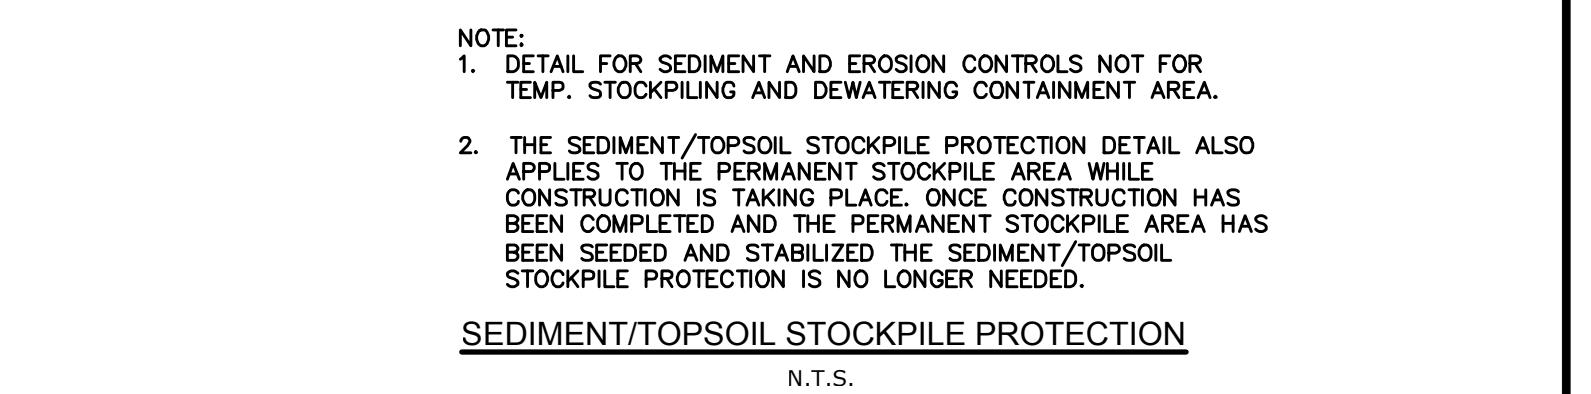 NOTE:
1. DETAIL FOR SEDIMENT AND EROSION CONTROLS NOT FOR
TEMP. STOCKPILING AND DEWATERING CONTAINMENT AREA.
2. THE SEDIMENT/TOPSOIL STOCKPILE PROTECTION DETAIL ALSO
APPLIES TO THE PERMANENT STOCKPILE AREA WHILE
CONSTRUCTION IS TAKING PLACE. ONCE CONSTRUCTION HAS
BEEN COMPLETED AND THE PERMANENT STOCKPILE AREA HAS
BEEN SEEDED AND STABILIZED THE SEDIMENT/TOPSOIL
STOCKPILE PROTECTION IS NO LONGER NEEDED.
SEDIMENT/TOPSOIL STOCKPILE PROTECTION
N.T.S.